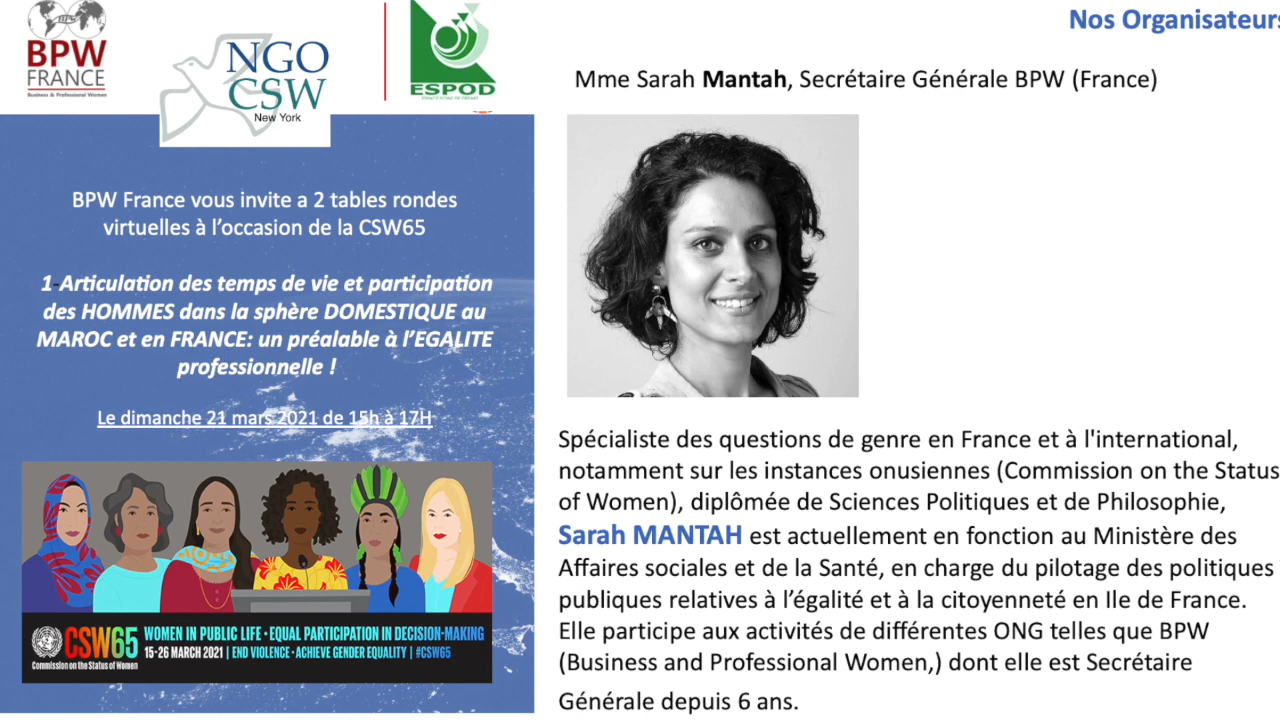 BPW
FRANCE
Business & Professional Women
NGO
CSW
New York
ESPOD
Nos Organisateurs
Mme Sarah Mantah, Secrétaire Générale BPW (France)
BPW France vous invite a 2 tables rondes
virtuelles à l’occasion de la CSW65
1-Articulation des temps de vie et participation
des HOMMES dans la sphère DOMESTIQUE au
MAROC et en FRANCE: un préalable à l’EGALITE
professionnelle !
Le dimanche 21 mars 2021 de 15h à 17H
CSW65
Commission on the Status of Women
WOMEN IN PUBLIC LIFE · EQUAL PARTICIPATION IN DECISION-MAKING
15-26 MARCH 2021 | END VIOLENCE · ACHIEVE GENDER EQUALITY | #CSW65
Spécialiste des questions de genre en France et à l'international,
notamment sur les instances onusiennes (Commission on the Status
of Women), diplômée de Sciences Politiques et de Philosophie,
Sarah MANTAH est actuellement en fonction au Ministère des
Affaires sociales et de la Santé, en charge du pilotage des politiques
publiques relatives à l’égalité et à la citoyenneté en Ile de France.
Elle participe aux activités de différentes ONG telles que BPW
(Business and Professional Women,) dont elle est Secrétaire
Générale depuis 6 ans.